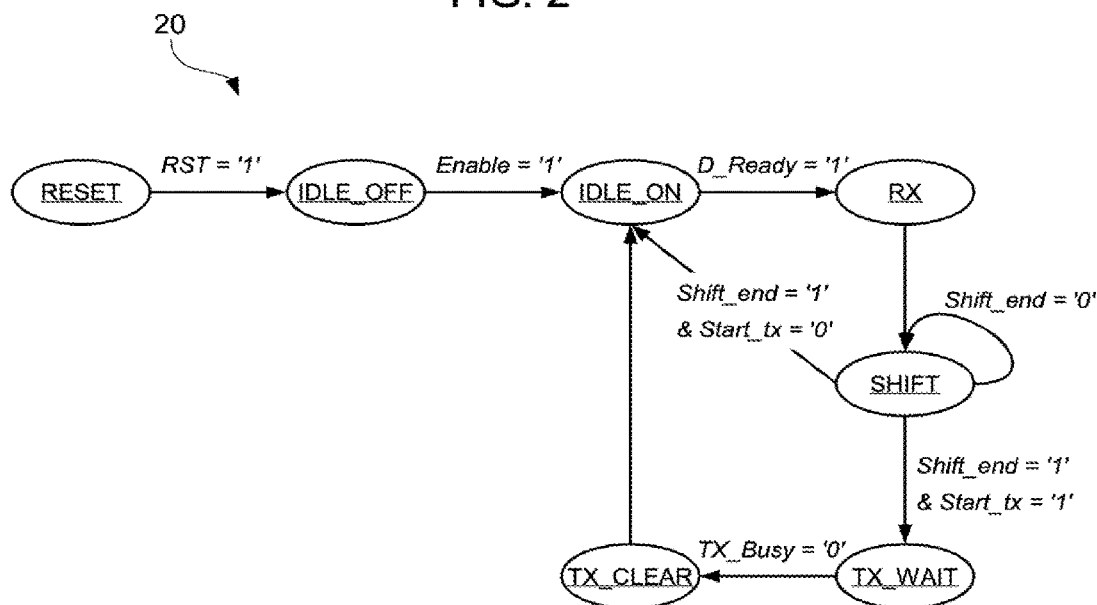 FIG. 2
20
RST = '1'
Enable = '1'
D_Ready = '1'
RESET
IDLE_OFF
IDLE_ON
RX
Shift_end = '1'
& Start_tx = '0'
Shift_end = '0'
SHIFT
Shift_end = '1'
& Start_tx = '1'
TX_Busy = '0'
TX_CLEAR
TX_WAIT